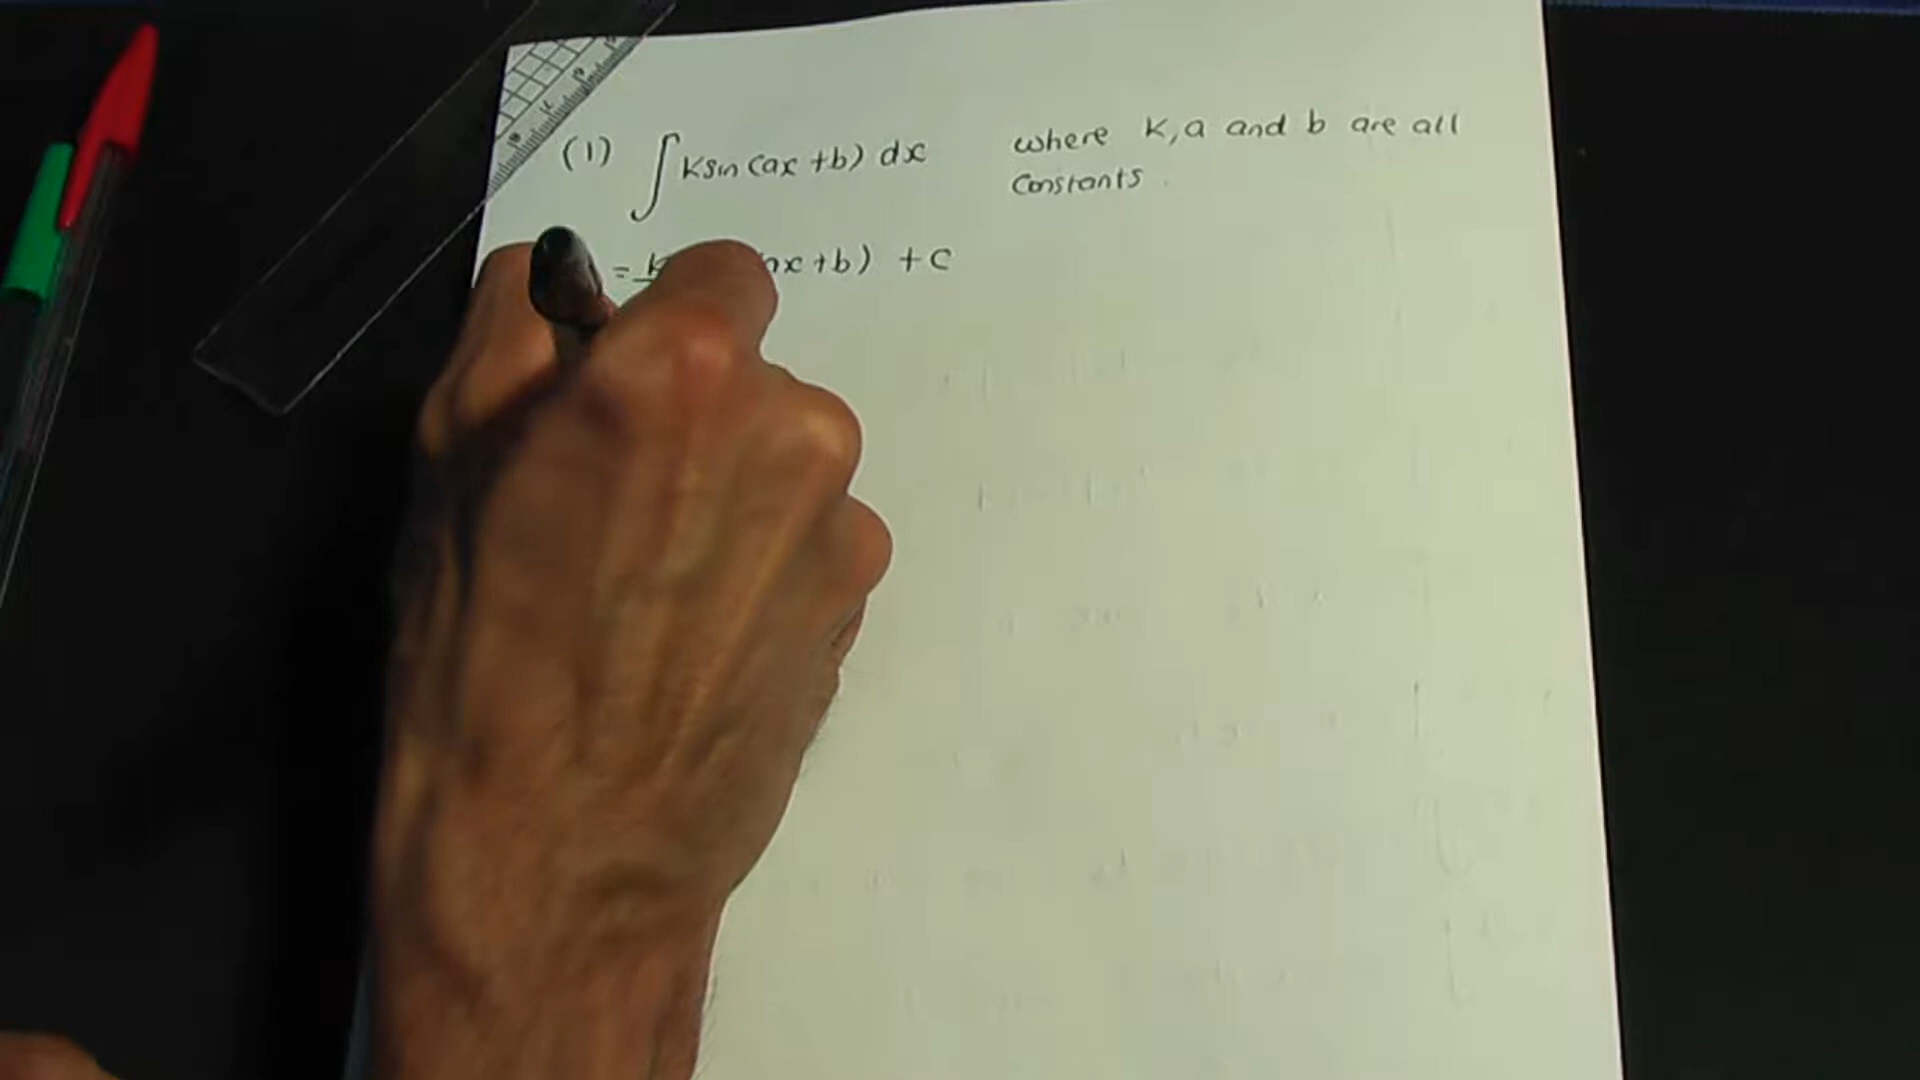 (1) ∫ksin(ax+b) dx where k, a and b are all
constants.
= k x+b) +c